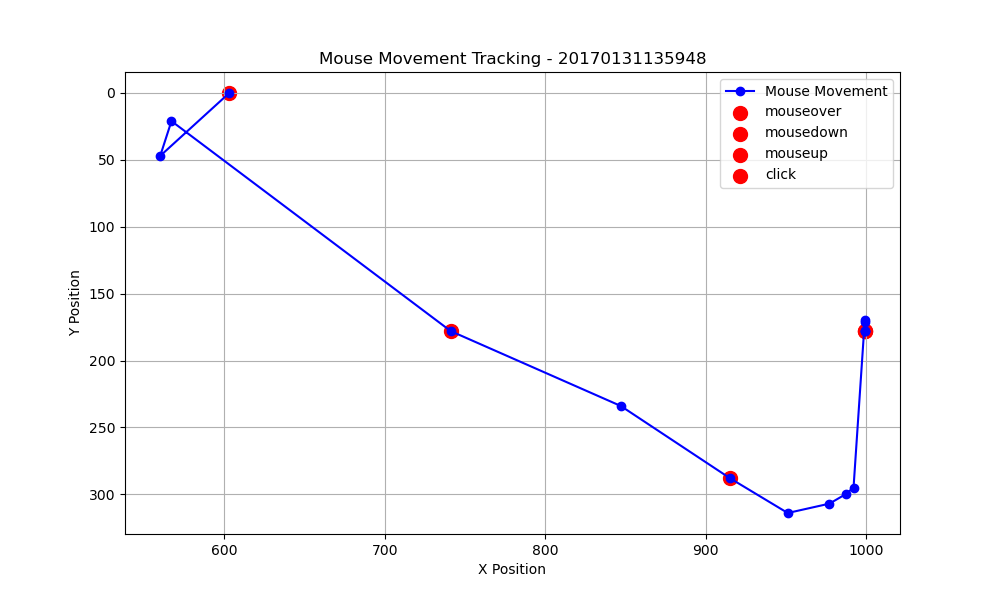 Mouse Movement Tracking - 20170131135948
Mouse Movement
mouseover
mousedown
mouseup
click
0
50
100
150
200
250
300
Y Position
600
700
800
900
1000
X Position